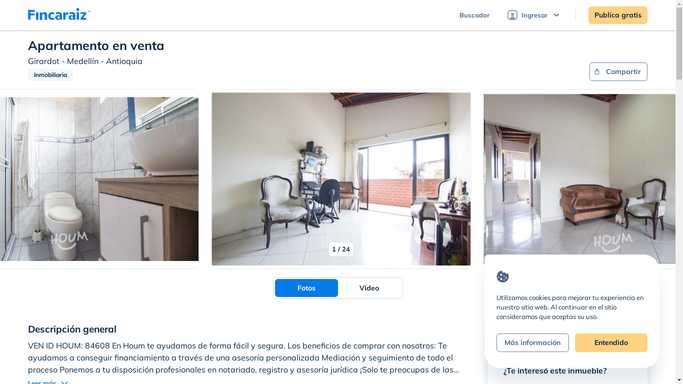 Fincaraiz
Buscador
Ingresar
Publica gratis
Apartamento en venta
Girardot - Medellín - Antioquia
Inmobiliaria
Compartir
HOUM
1 / 24
HOUM
Fotos
Video
Descripción general
VEN ID HOUM: 84608 En Houm te ayudamos de forma fácil y segura. Los beneficios de comprar con nosotros: Te
ayudamos a conseguir financiamiento a través de una asesoría personalizada Mediación y seguimiento de todo el
proceso Ponemos a tu disposición profesionales en notariado, registro y asesoría jurídica ¡Solo te preocupas de las...
Leer más
Utilizamos cookies para mejorar tu experiencia en
nuestro sitio web. Al continuar en el sitio
consideramos que aceptas su uso.
Más información
Entendido
¿Te interesó este inmueble?